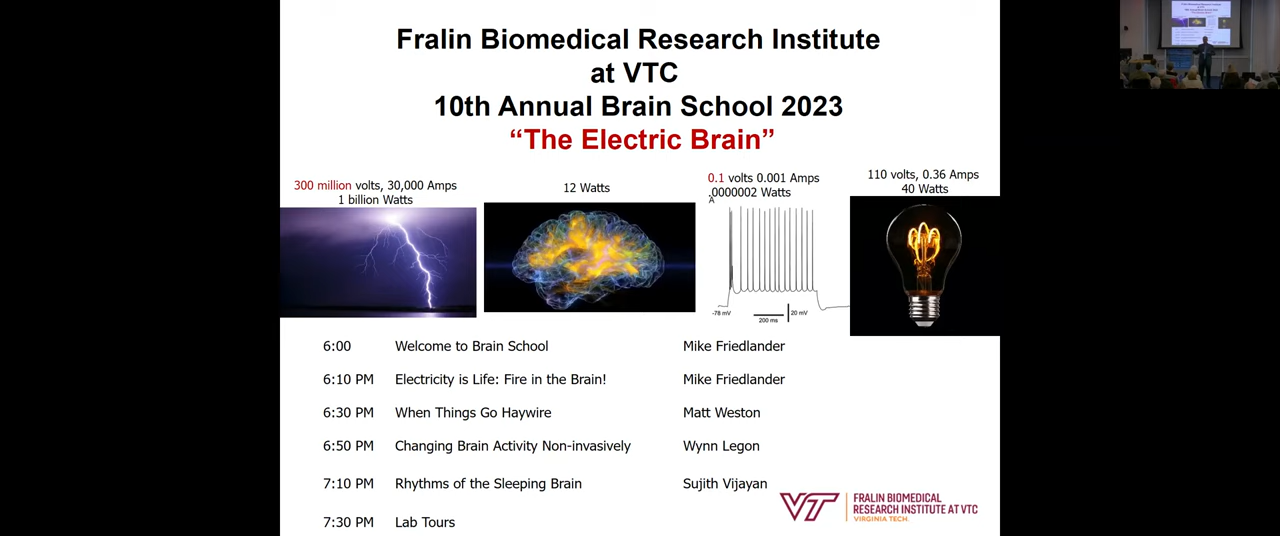 Fralin Biomedical Research Institute
at VTC
10th Annual Brain School 2023
“The Electric Brain”
300 million volts, 30,000 Amps
1 billion Watts
12 Watts
0.1 volts 0.001 Amps
.0000002 Watts
A
-78 mV
200 ms
20 mV
110 volts, 0.36 Amps
40 Watts
6:00 Welcome to Brain School Mike Friedlander
6:10 PM Electricity is Life: Fire in the Brain! Mike Friedlander
6:30 PM When Things Go Haywire Matt Weston
6:50 PM Changing Brain Activity Non-invasively Wynn Legon
7:10 PM Rhythms of the Sleeping Brain Sujith Vijayan
7:30 PM Lab Tours
VT
FRALIN BIOMEDICAL
RESEARCH INSTITUTE AT VTC
VIRGINIA TECH.